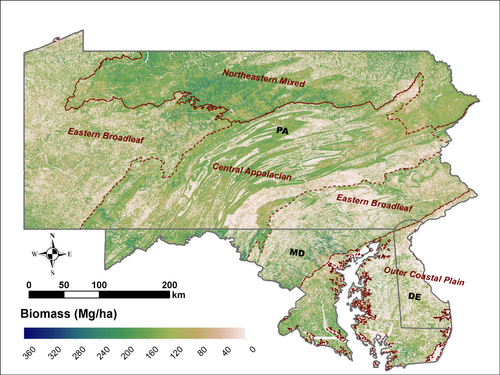 Northeastern Mixed
PA
Eastern Broadleaf
Central Appalacian
Eastern Broadleaf
MD
Outer Coastal Plain
DE
N
W E
S
0 50 100 200
km
Biomass (Mg/ha)
360 280 240 200 160 120 80 40 0